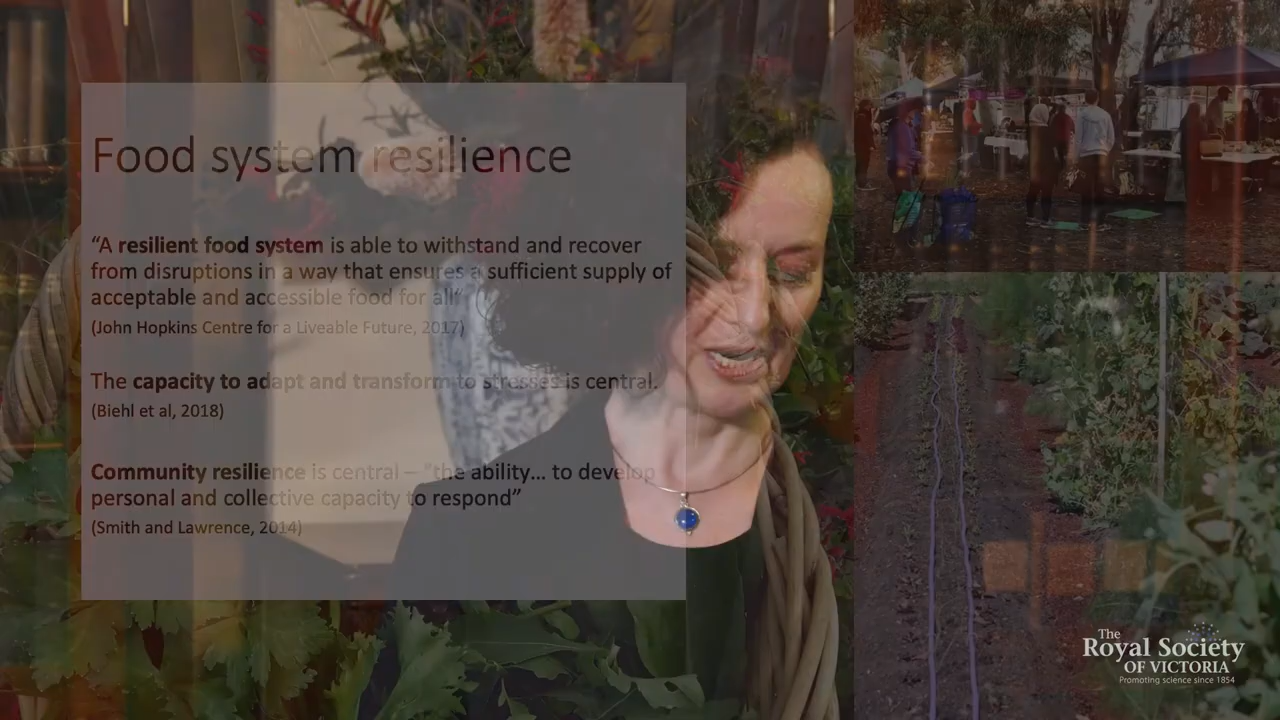 Food system resilience
“A resilient food system is able to withstand and recover
from disruptions in a way that ensures a sufficient supply of
acceptable and accessible food for all”
(John Hopkins Centre for a Liveable Future, 2017)
The capacity to adapt and transform to stresses is central.
(Biehl et al, 2018)
Community resilience is central – “the ability… to develop
personal and collective capacity to respond”
(Smith and Lawrence, 2014)
The
Royal Society
OF VICTORIA
Promoting science since 1854